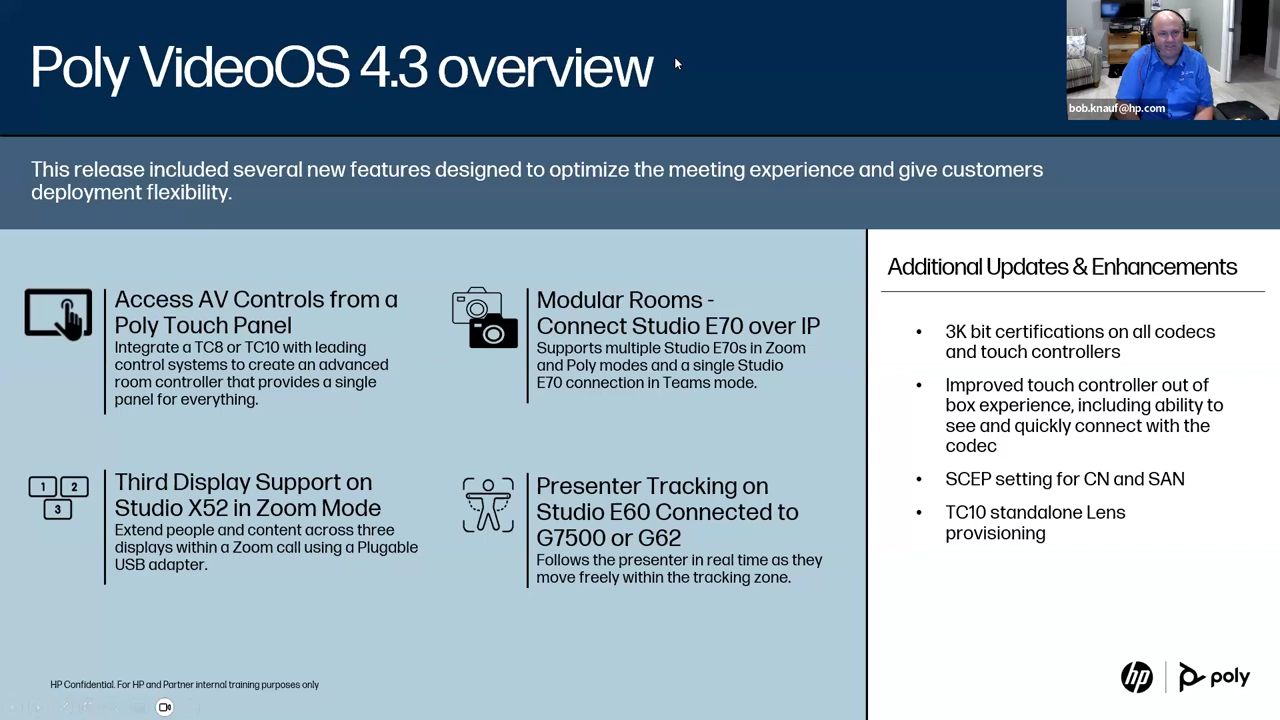 Poly VideoOS 4.3 overview
bob.knauf@hp.com
This release included several new features designed to optimize the meeting experience and give customers
deployment flexibility.
Access AV Controls from a
Poly Touch Panel
Integrate a TC8 or TC10 with leading
control systems to create an advanced
room controller that provides a single
panel for everything.
Modular Rooms -
Connect Studio E70 over IP
Supports multiple Studio E70s in Zoom
and Poly modes and a single Studio
E70 connection in Teams mode.
1 2
3
Third Display Support on
Studio X52 in Zoom Mode
Extend people and content across three
displays within a Zoom call using a Plugable
USB adapter.
Presenter Tracking on
Studio E60 Connected to
G7500 or G62
Follows the presenter in real time as they
move freely within the tracking zone.
Additional Updates & Enhancements
• 3K bit certifications on all codecs
and touch controllers
• Improved touch controller out of
box experience, including ability to
see and quickly connect with the
codec
• SCEP setting for CN and SAN
• TC10 standalone Lens
provisioning
HP Confidential. For HP and Partner internal training purposes only
hp poly